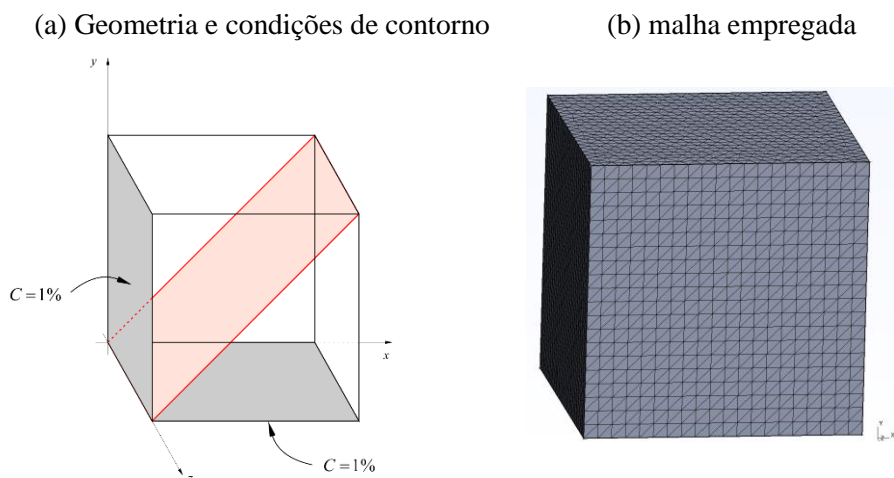 (a) Geometria e condições de contorno
(b) malha empregada
y
C = 1%
x
C = 1%